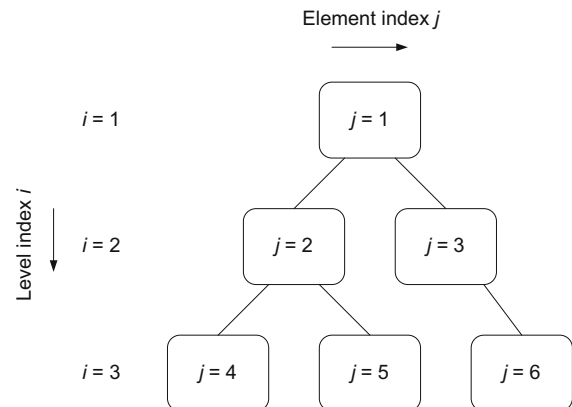 Element index j
i = 1
j = 1
Level index i
i = 2
j = 2
j = 3
i = 3
j = 4
j = 5
j = 6